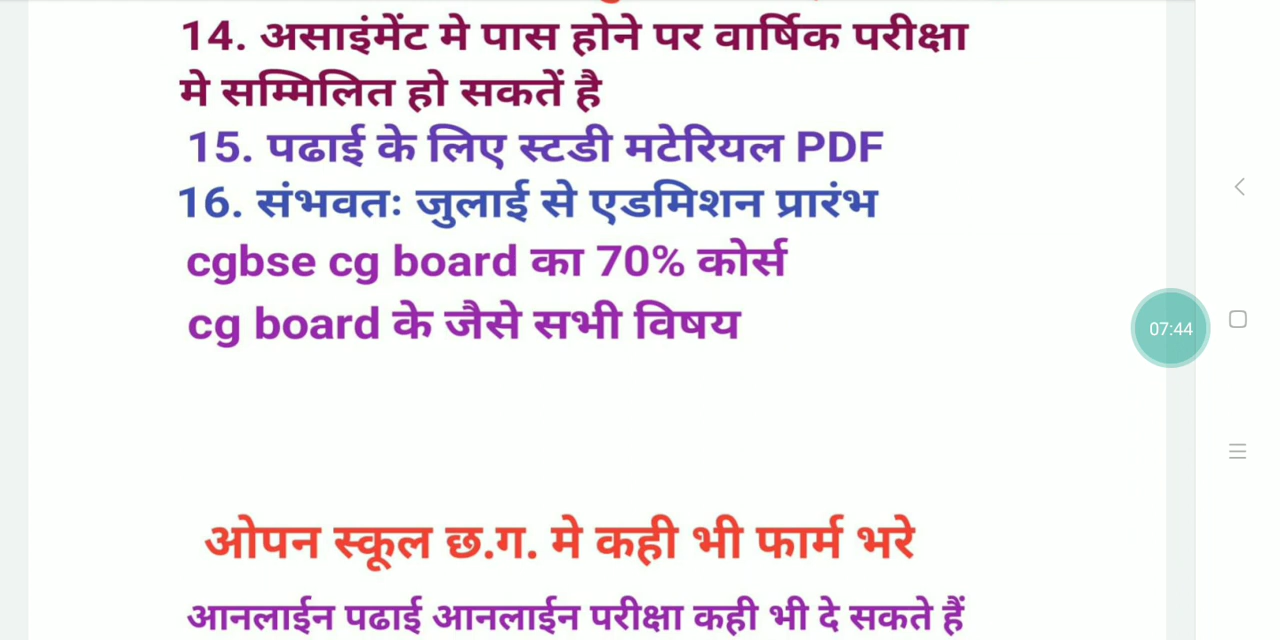 14. असाइंमेंट मे पास होने पर वार्षिक परीक्षा
मे सम्मिलित हो सकतें है
15. पढाई के लिए स्टडी मटेरियल PDF
16. संभवतः जुलाई से एडमिशन प्रारंभ
cgbse cg board का 70% कोर्स
cg board के जैसे सभी विषय
07:44
ओपन स्कूल छ.ग. मे कही भी फार्म भरे
आनलाईन पढाई आनलाईन परीक्षा कही भी दे सकते हैं